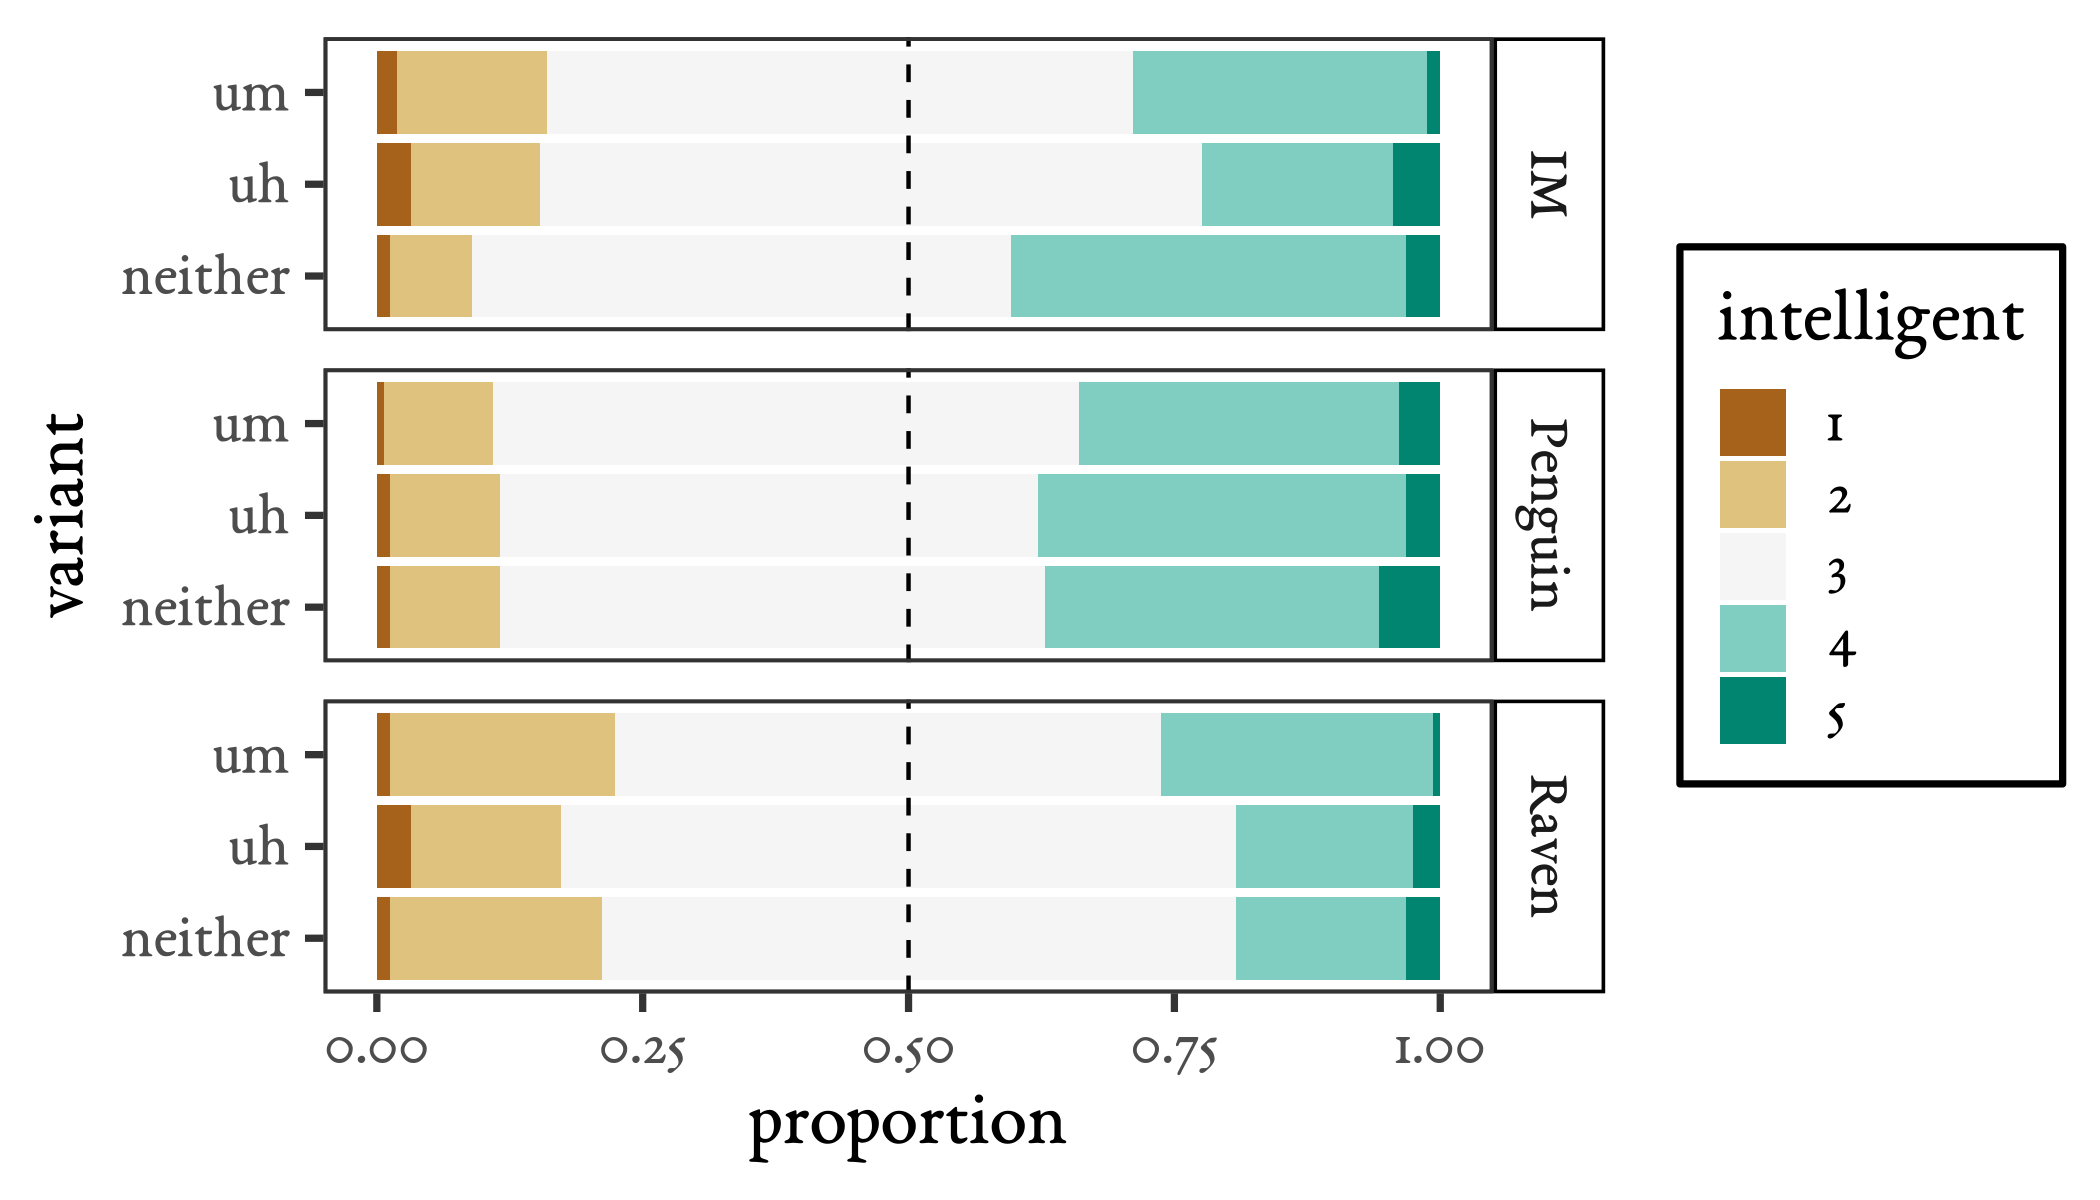 um
uh
neither
IM
um
uh
neither
Penguin
um
uh
neither
Raven
variant
0.00 0.25 0.50 0.75 1.00
proportion
intelligent
1
2
3
4
5